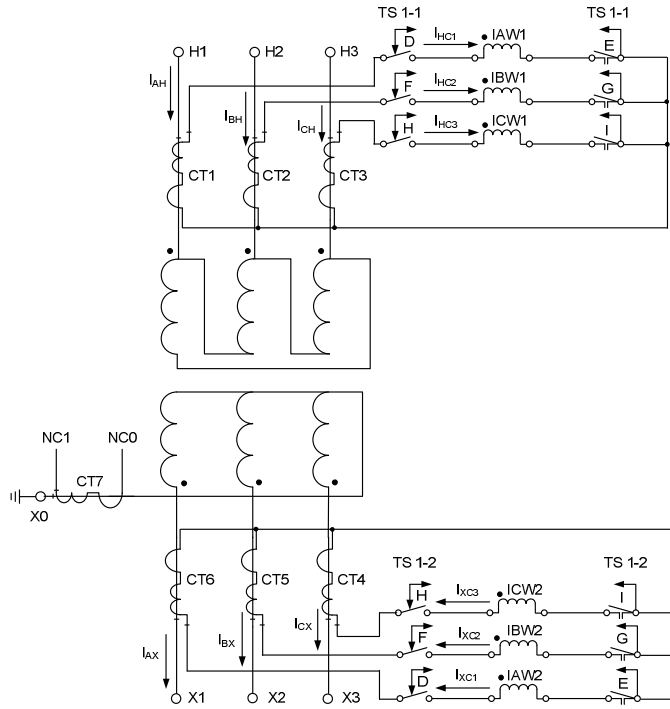 TS 1-1 TS 1-1
H1 H2 H3 D I_HC1 IAW1 E
I_AH I_BH I_CH F I_HC2 IBW1 G
H I_HC3 ICW1 I
CT1 CT2 CT3
NC1 NC0
CT7
X0
CT6 CT5 CT4 TS 1-2 TS 1-2
H I_XC3 ICW2 I
I_AX I_BX I_CX F I_XC2 IBW2 G
D I_XC1 IAW2 E
X1 X2 X3